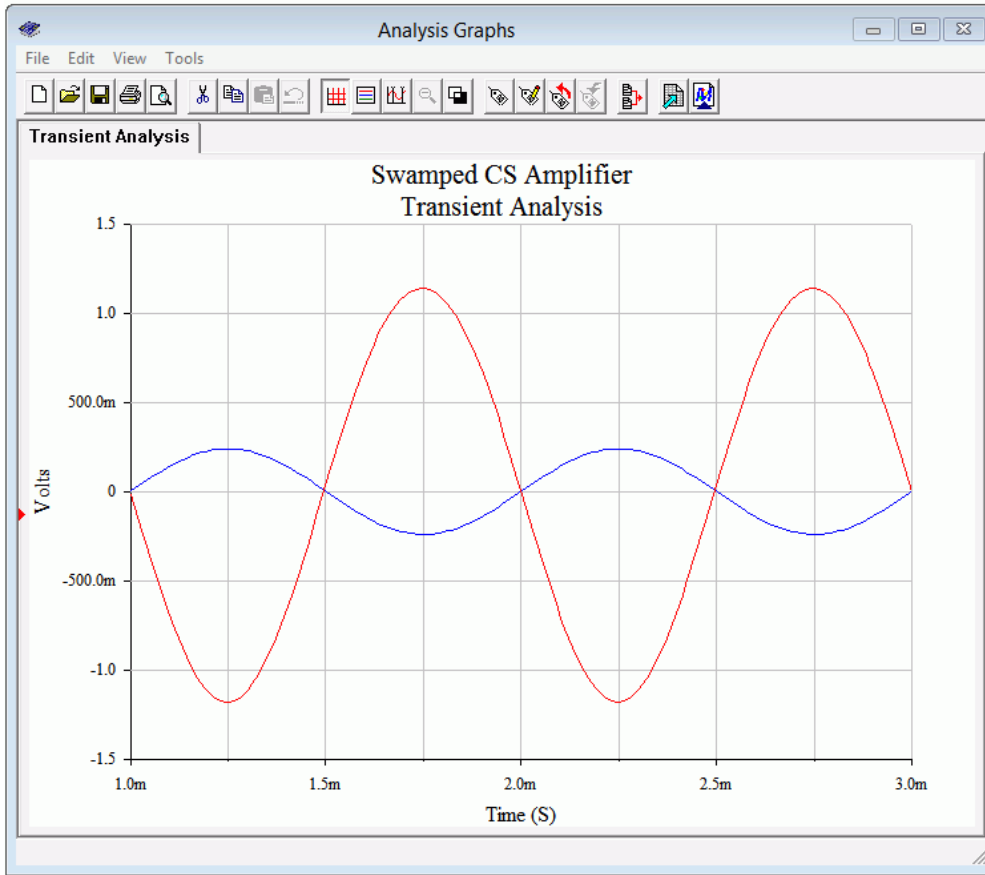 Analysis Graphs
File Edit View Tools
Transient Analysis
Swamped CS Amplifier
Transient Analysis
1.5
1.0
500.0m
0
-500.0m
-1.0
-1.5
Volts
1.0m 1.5m 2.0m 2.5m 3.0m
Time (S)